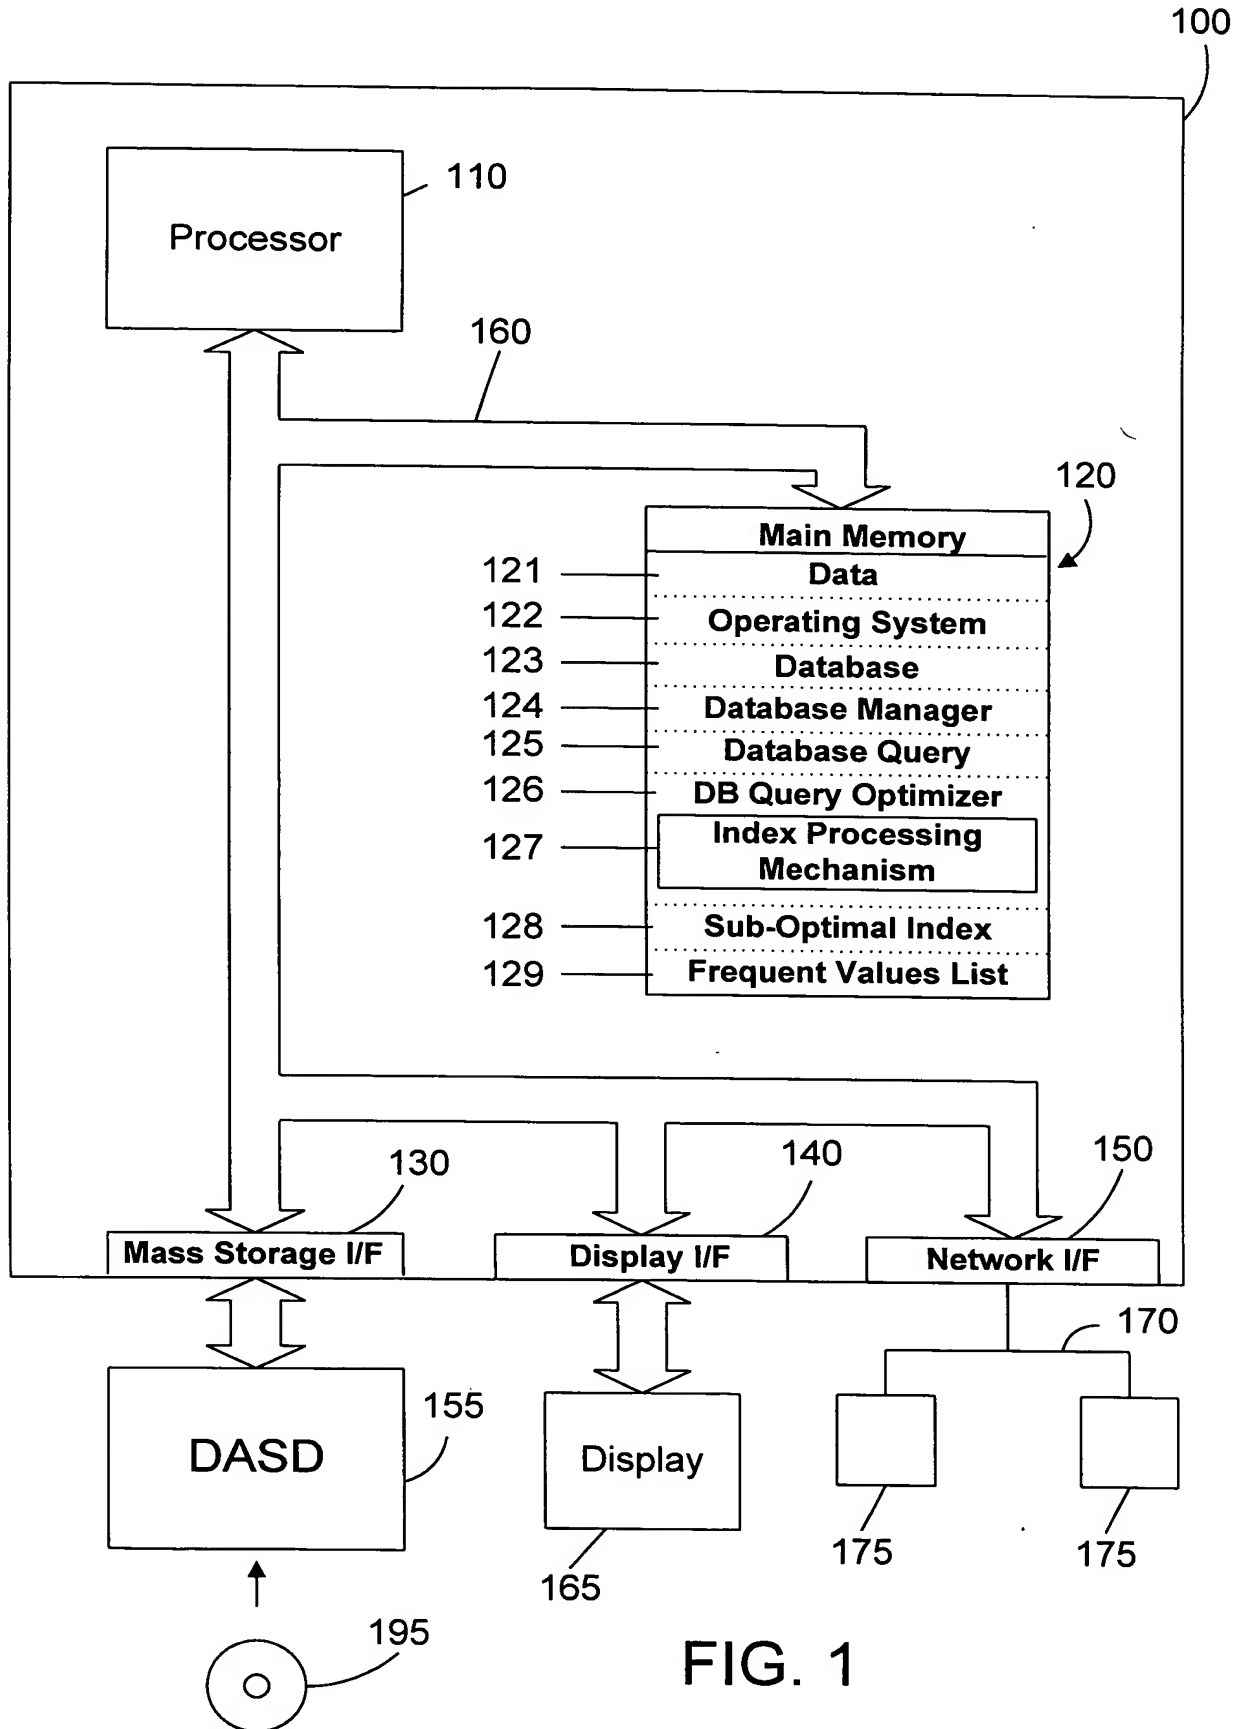 100
110
Processor
160
120
Main Memory
121 Data
122 Operating System
123 Database
124 Database Manager
125 Database Query
126 DB Query Optimizer
127 Index Processing
Mechanism
128 Sub-Optimal Index
129 Frequent Values List
130
140
150
Mass Storage I/F
Display I/F
Network I/F
170
155
DASD
Display
175
175
165
195
FIG. 1